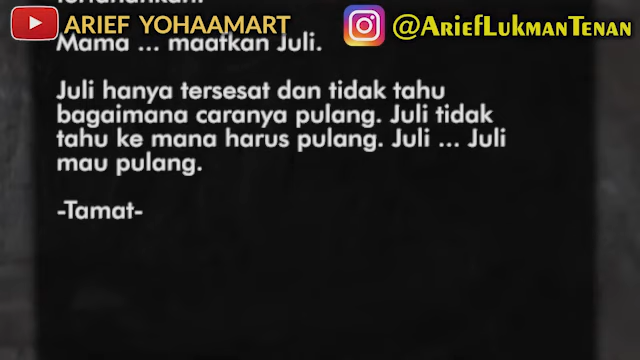 ARIEF YOHAAMART
@AriefLukmanTenan
Mama ... maafkan Juli.
Juli hanya tersesat dan tidak tahu
bagaimana caranya pulang. Juli tidak
tahu ke mana harus pulang. Juli ... Juli
mau pulang.
-Tamat-